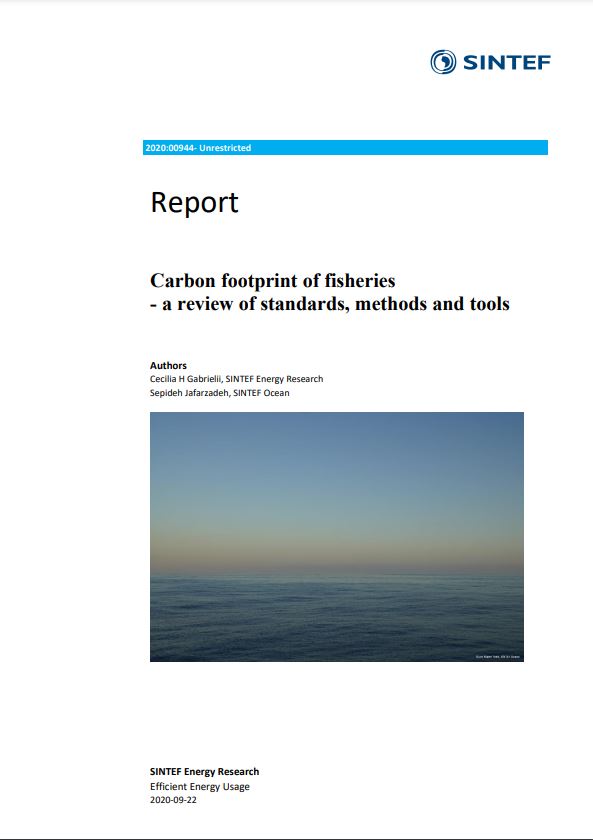 SINTEF
2020:00944- Unrestricted
Report
Carbon footprint of fisheries
- a review of standards, methods and tools
Authors
Cecilia H Gabrielii, SINTEF Energy Research
Sepideh Jafarzadeh, SINTEF Ocean
SINTEF Energy Research
Efficient Energy Usage
2020-09-22